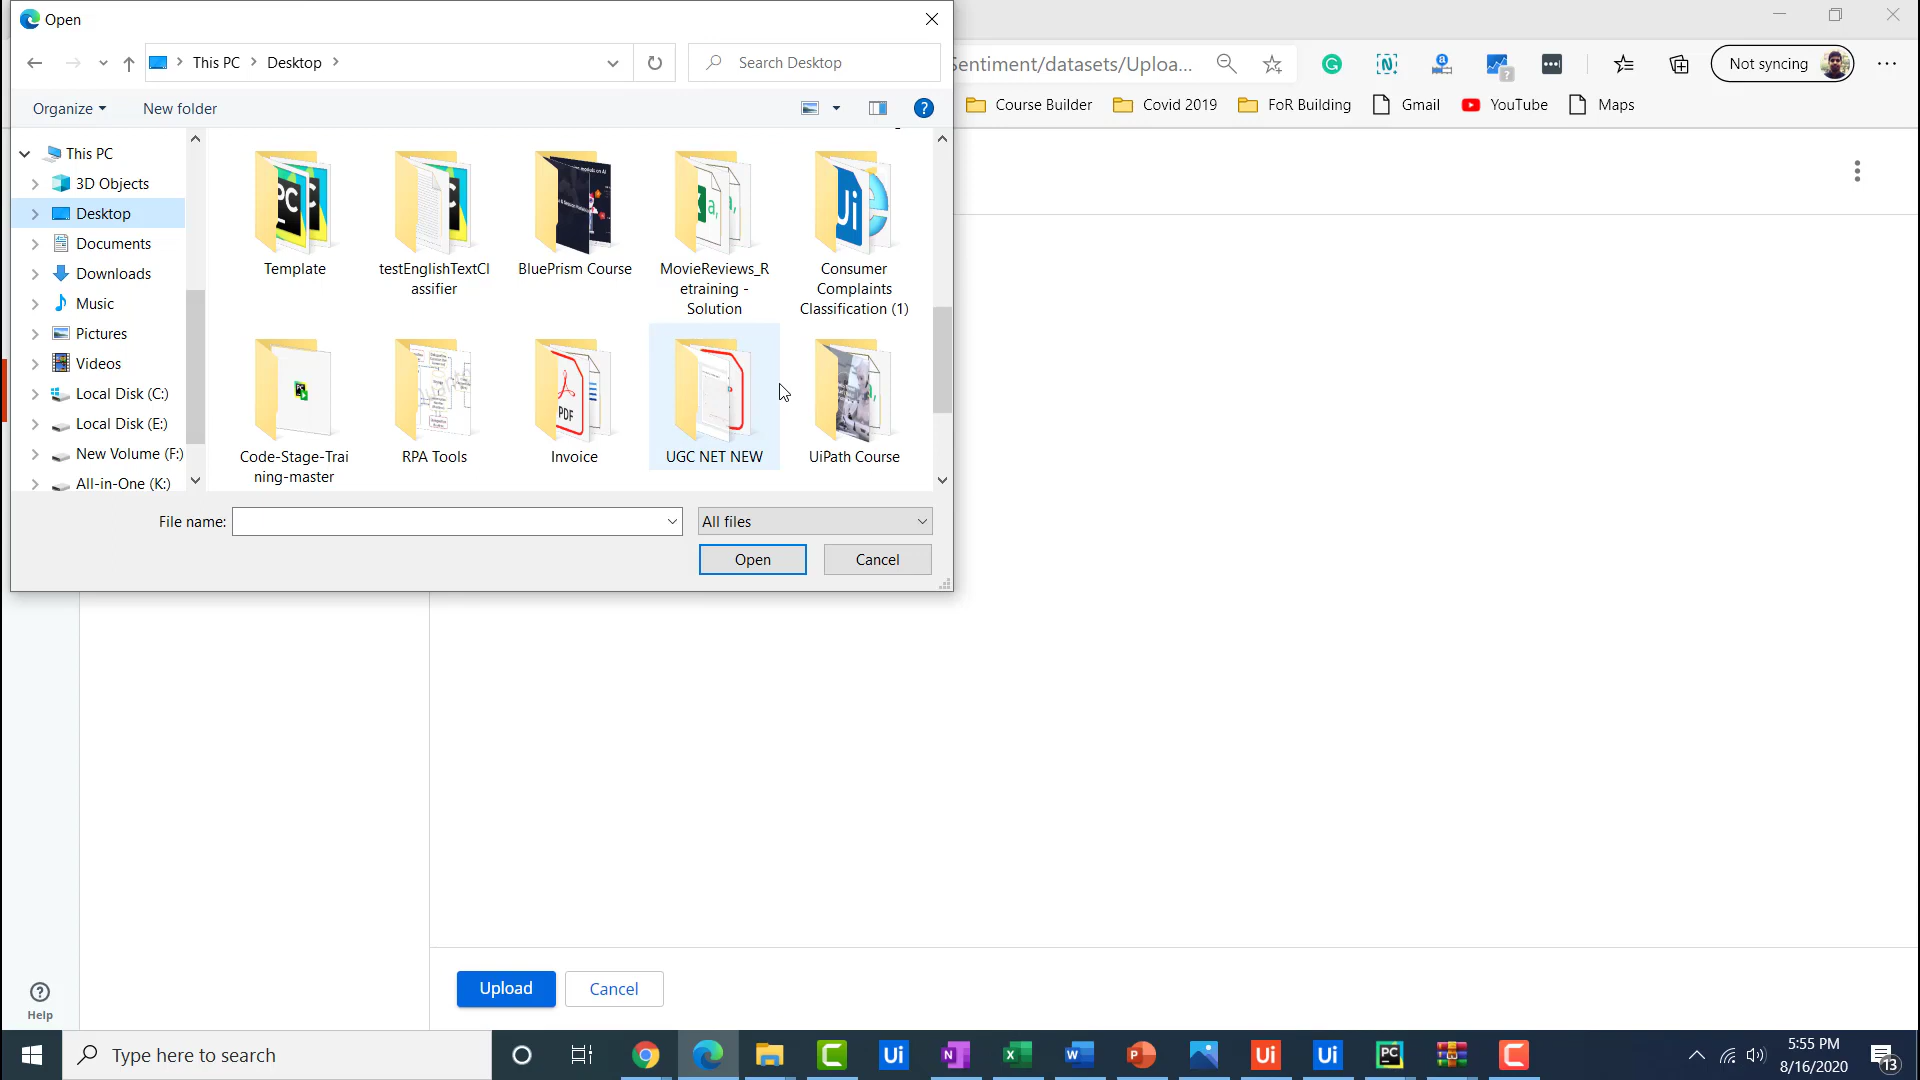 Open
This PC
Desktop
Search Desktop
Sentiment/datasets/Uploa...
Not syncing
Organize
New folder
Course Builder
Covid 2019
FoR Building
Gmail
YouTube
Maps
This PC
3D Objects
Desktop
Documents
Downloads
Music
Pictures
Videos
Local Disk (C:)
Local Disk (E:)
New Volume (F:)
All-in-One (K:)
Template
testEnglishTextCl
assifier
BluePrism Course
MovieReviews_R
etraining -
Solution
Consumer
Complaints
Classification (1)
Code-Stage-Trai
ning-master
RPA Tools
Invoice
UGC NET NEW
UiPath Course
File name:
All files
Open
Cancel
Upload
Cancel
Help
Type here to search
5:55 PM
8/16/2020
13